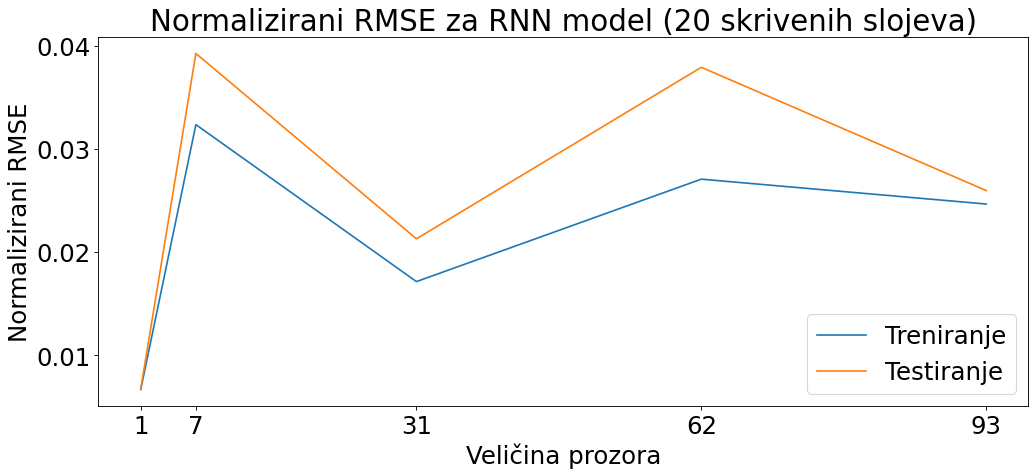 Normalizirani RMSE za RNN model (20 skrivenih slojeva)
Normalizirani RMSE
0.04
0.03
0.02
0.01
Treniranje
Testiranje
1 7 31 62 93
Veličina prozora